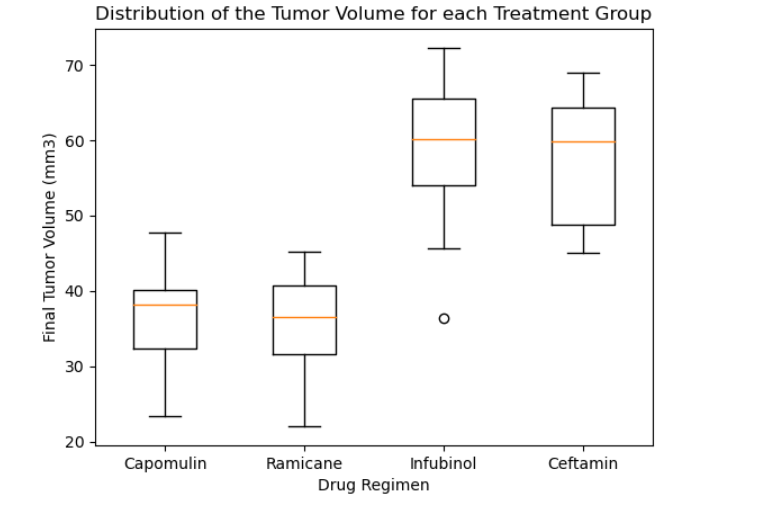 Distribution of the Tumor Volume for each Treatment Group
Final Tumor Volume (mm3)
70
60
50
40
30
20
Capomulin Ramicane Infubinol Ceftamin
Drug Regimen